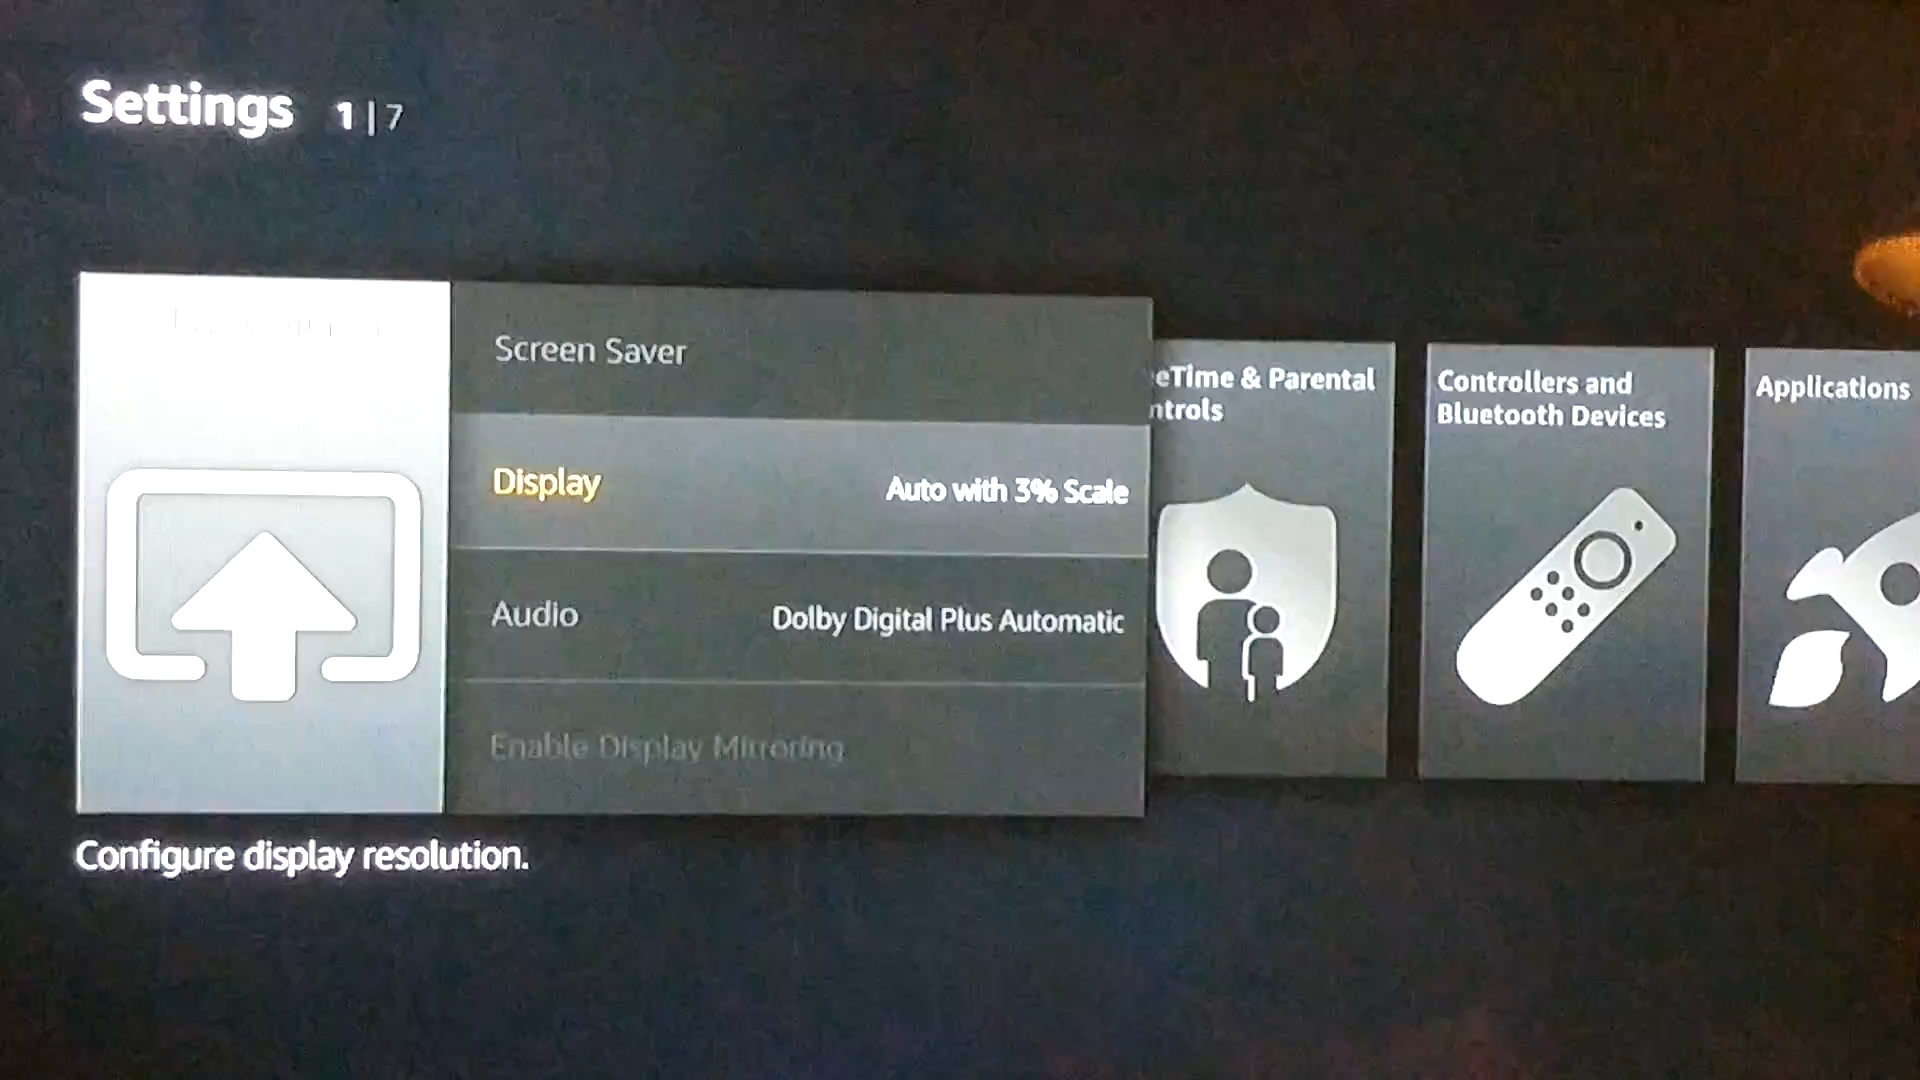 Settings 1|7
Screen Saver
Display Auto with 3% Scale
Audio Dolby Digital Plus Automatic
Enable Display Mirroring
eTime & Parental
ntrols
Controllers and
Bluetooth Devices
Applications
Configure display resolution.